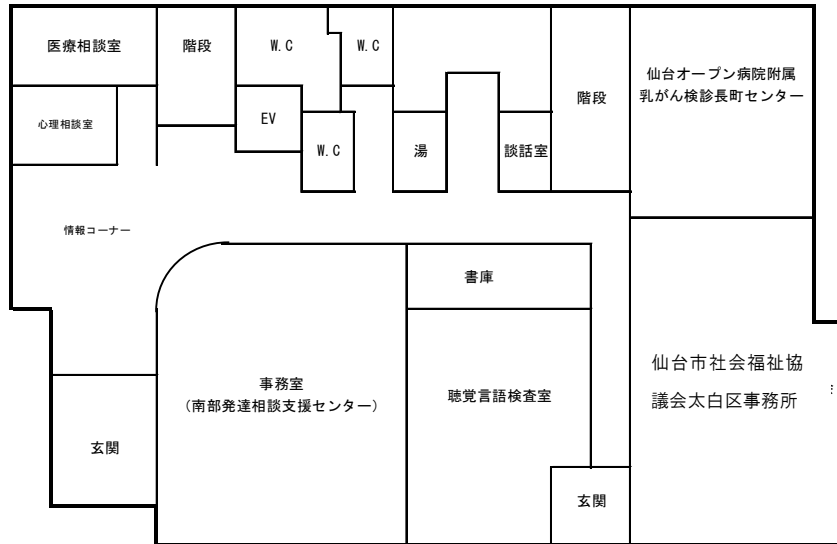 医療相談室
階段
W.C
W.C
仙台オープン病院附属
乳がん検診長町センター
階段
心理相談室
EV
W.C
湯
談話室
情報コーナー
書庫
仙台市社会福祉協
議会太白区事務所
事務室
(南部発達相談支援センター)
聴覚言語検査室
玄関
玄関